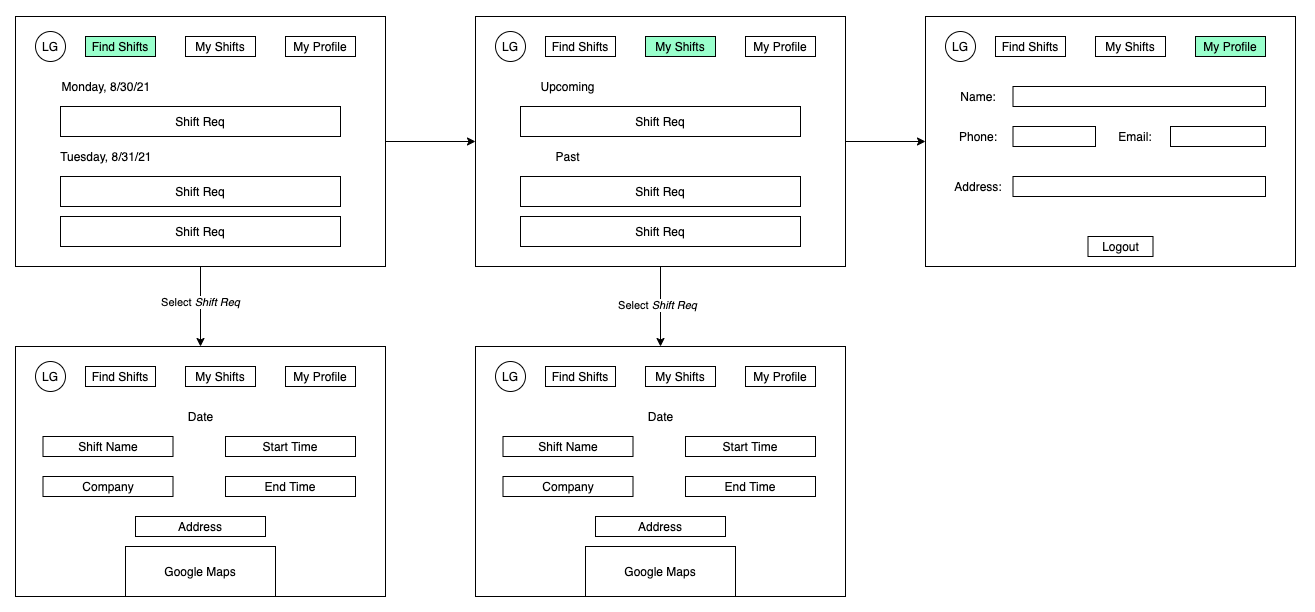 LG
Find Shifts
My Shifts
My Profile
Monday, 8/30/21
Shift Req
Tuesday, 8/31/21
Shift Req
Shift Req
LG
Find Shifts
My Shifts
My Profile
Upcoming
Shift Req
Past
Shift Req
Shift Req
LG
Find Shifts
My Shifts
My Profile
Name:
Phone:
Email:
Address:
Logout
Select Shift Req
Select Shift Req
LG
Find Shifts
My Shifts
My Profile
Date
Shift Name
Start Time
Company
End Time
Address
Google Maps
LG
Find Shifts
My Shifts
My Profile
Date
Shift Name
Start Time
Company
End Time
Address
Google Maps